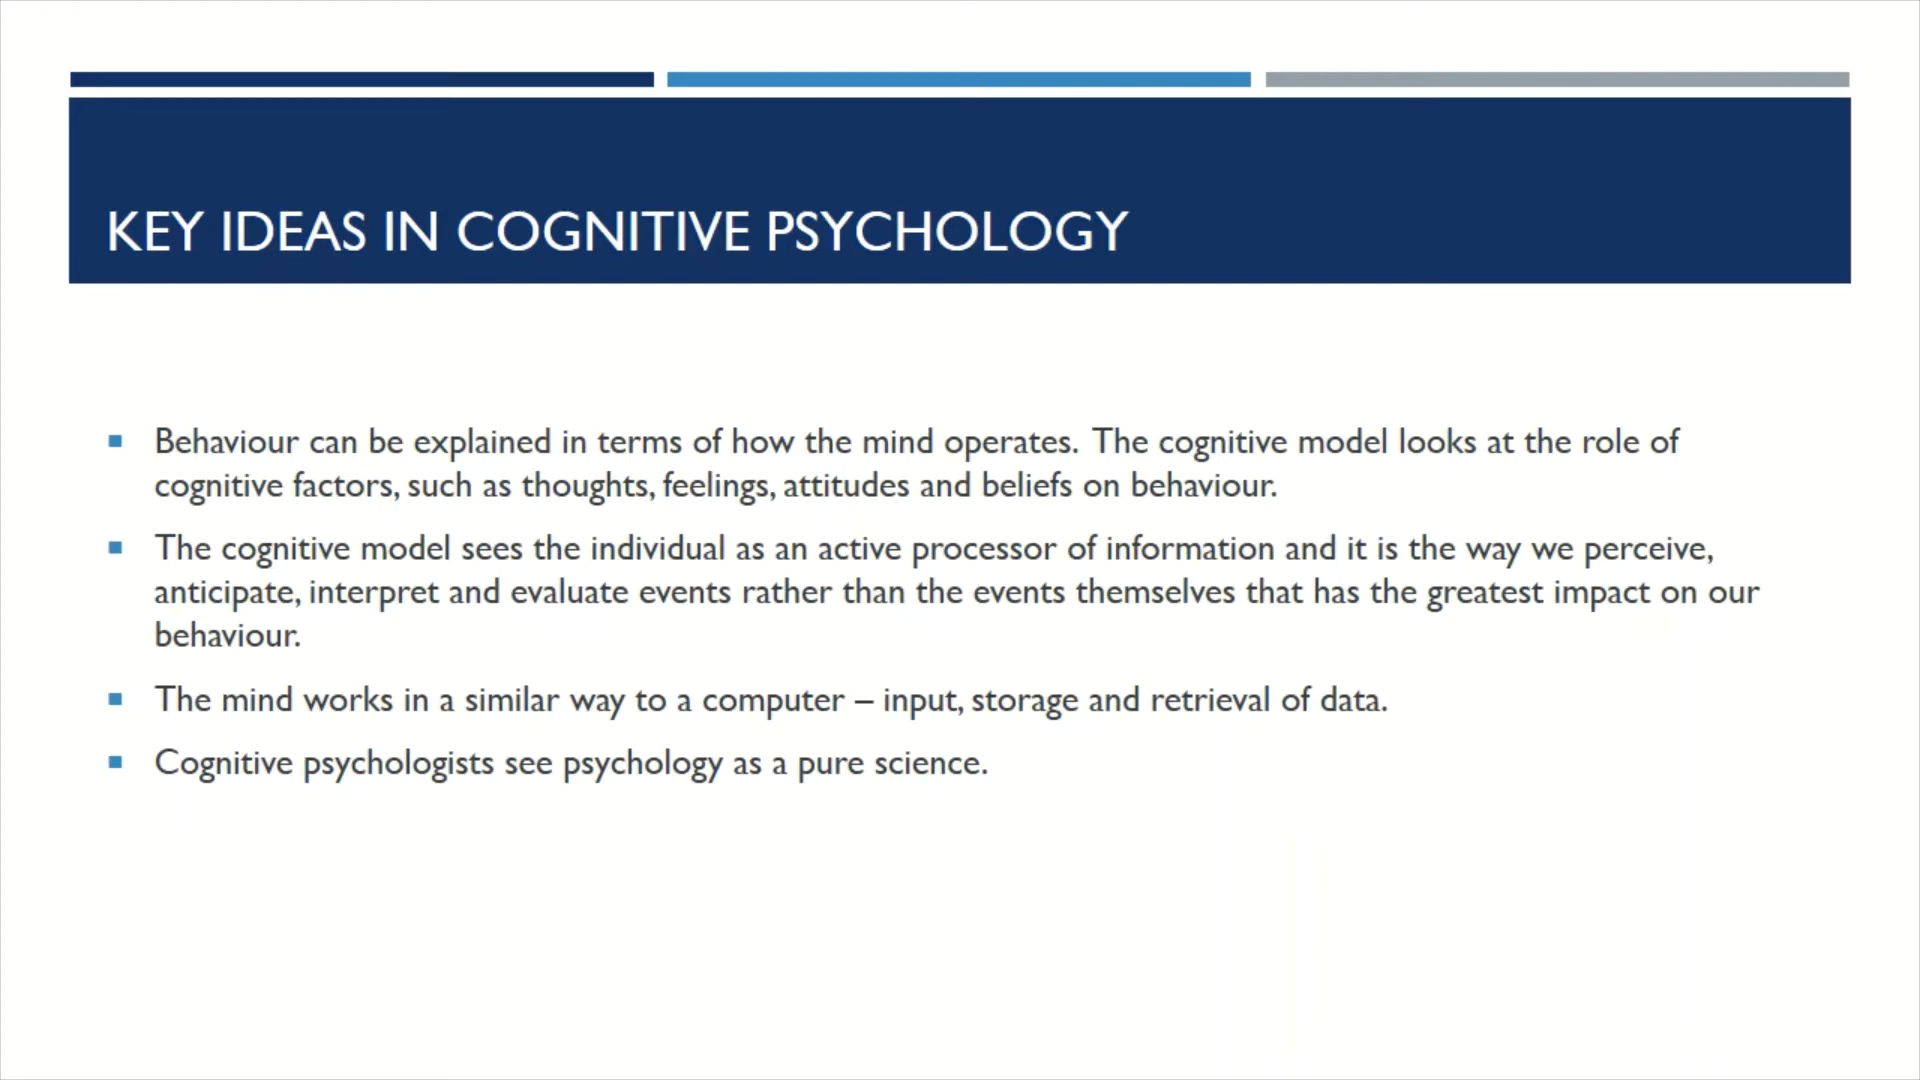 KEY IDEAS IN COGNITIVE PSYCHOLOGY
Behaviour can be explained in terms of how the mind operates. The cognitive model looks at the role of
cognitive factors, such as thoughts, feelings, attitudes and beliefs on behaviour.
The cognitive model sees the individual as an active processor of information and it is the way we perceive,
anticipate, interpret and evaluate events rather than the events themselves that has the greatest impact on our
behaviour.
The mind works in a similar way to a computer – input, storage and retrieval of data.
Cognitive psychologists see psychology as a pure science.